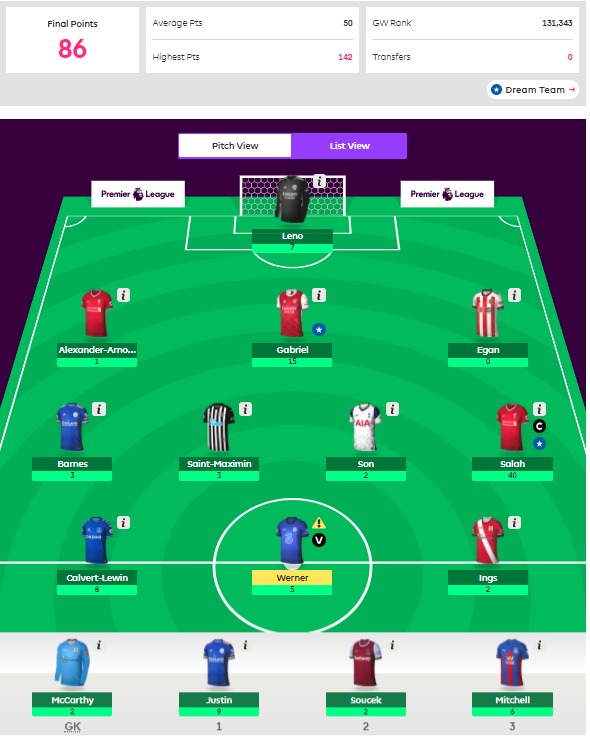 Final Points
86
Average Pts 50
Highest Pts 142
GW Rank 131,343
Transfers 0
Dream Team →
Pitch View List View
Premier League Premier League
i
Leno
7
i i i
Alexander-Arno... Gabriel Egan
1 15 0
i i i i
AIA
C
Barnes Saint-Maximin Son Salah
3 3 2 40
i ! i
3 V
Calvert-Lewin Werner Ings
8 5 2
i i i i
McCarthy Justin Soucek Mitchell
2 9 2 6
GK 1 2 3